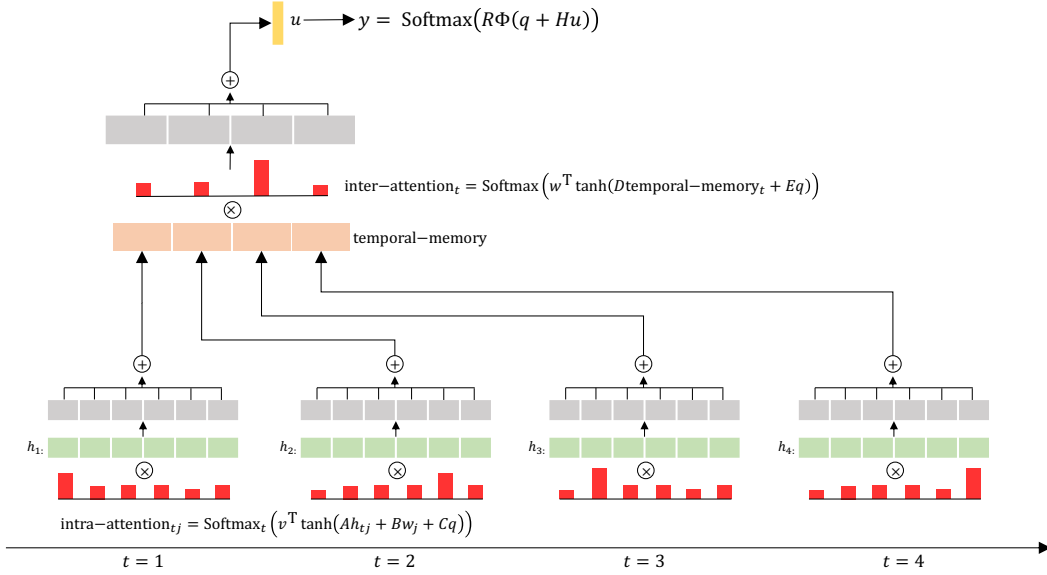 u
y = Softmax(RΦ(q + Hu))
inter−attention_t = Softmax(w^T tanh(Dtemporal−memory_t + Eq))
temporal−memory
h_1:
h_2:
h_3:
h_4:
intra−attention_tj = Softmax_t(v^T tanh(Ah_tj + Bw_j + Cq))
t = 1
t = 2
t = 3
t = 4